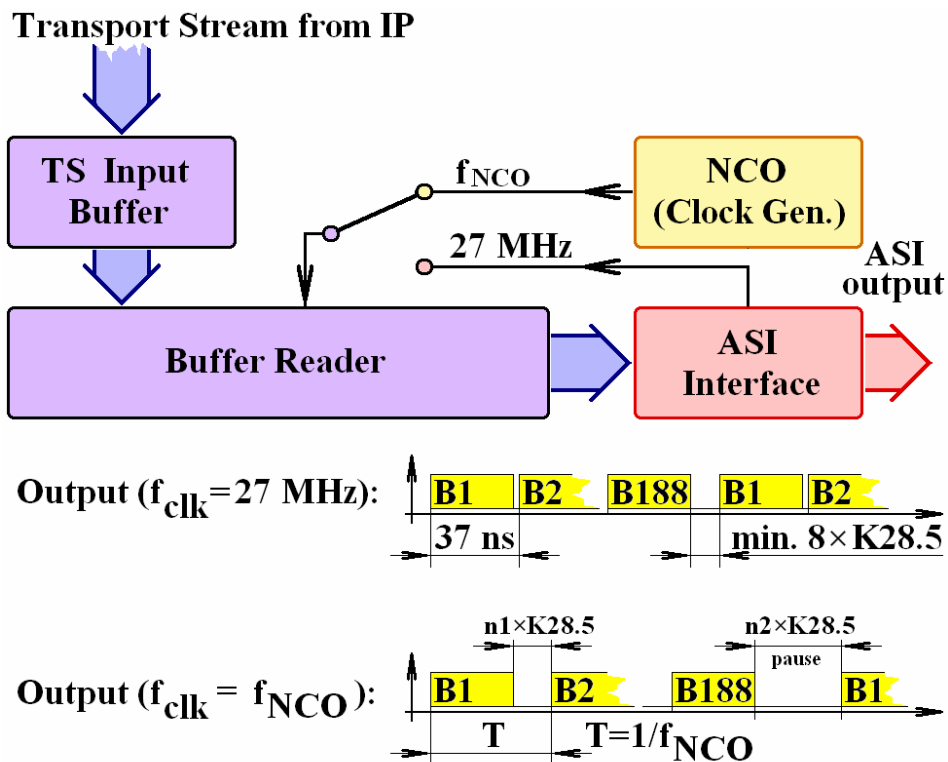 Transport Stream from IP
TS Input
Buffer
fNCO
NCO
(Clock Gen.)
27 MHz
ASI
output
Buffer Reader
ASI
Interface
Output (fclk=27 MHz):
B1 B2 B188 B1 B2
37 ns
min. 8×K28.5
n1×K28.5
n2×K28.5
pause
Output (fclk = fNCO):
B1 B2 B188 B1
T
T=1/fNCO